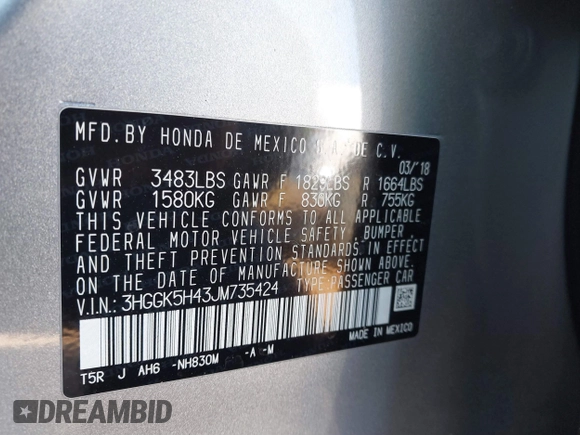 MFD.BY HONDA DE MEXICO DE C.V.
03/'18
GVWR 3483LBS GAWR F LBS R 1664LBS
GVWR 1580KG GAWR F 830KG R 755KG
THIS VEHICLE CONFORMS TO ALL APPLICABLE
FEDERAL MOTOR VEHICLE SAFETY, BUMPER,
AND THEFT PREVENTION STANDARDS IN EFFECT
ON THE DATE OF MANUFACTURE SHOWN ABOVE.
V.I.N.: 3HGGK5H43JM735424 TYPE:PASSENGER CAR
MADE IN MEXICO
T5R J AH6 -NH830M -A -M
DREAMBID